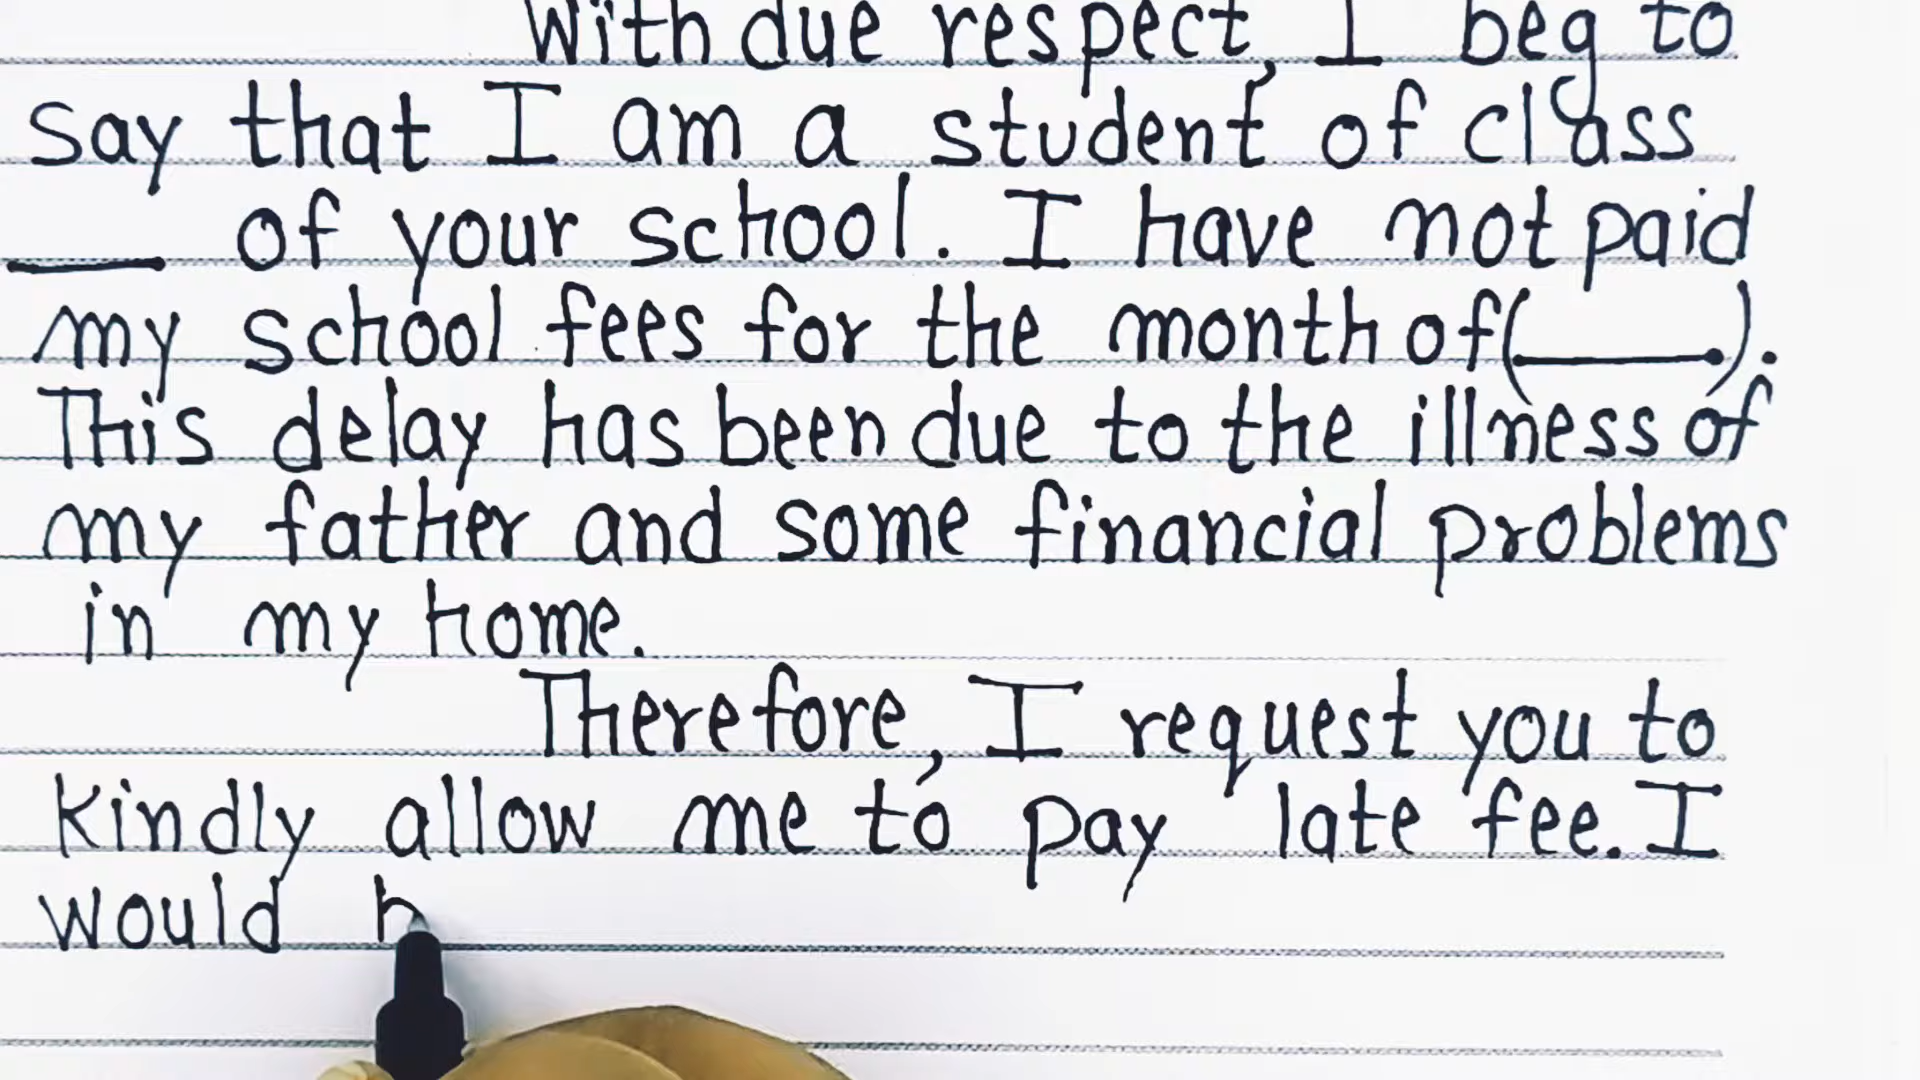 With due respect, I beg to
say that I am a student of class
___ of your school. I have not paid
my school fees for the month of(____).
This delay has been due to the illness of
my father and some financial problems
in my home.
Therefore, I request you to
kindly allow me to pay late fee. I
would